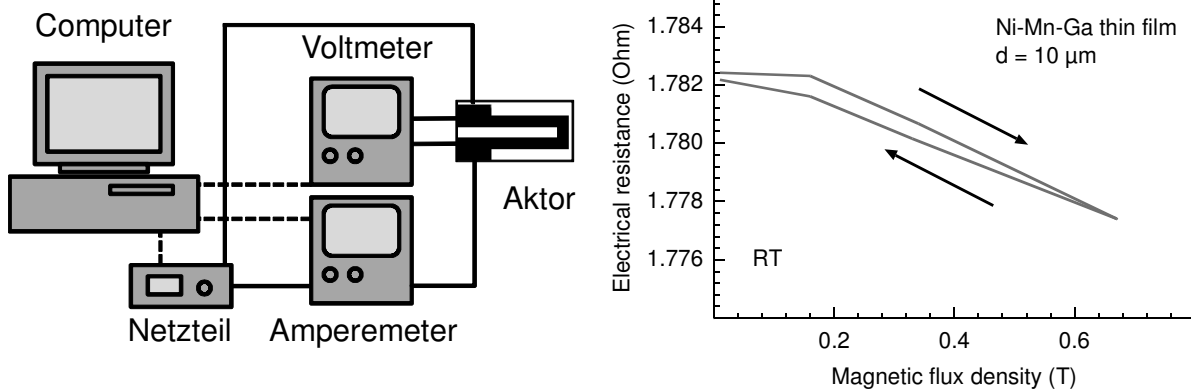 Computer
Voltmeter
Aktor
Netzteil
Amperemeter
Electrical resistance (Ohm)
1.784
1.782
1.780
1.778
1.776
Ni-Mn-Ga thin film
d = 10 µm
RT
0.2
0.4
0.6
Magnetic flux density (T)